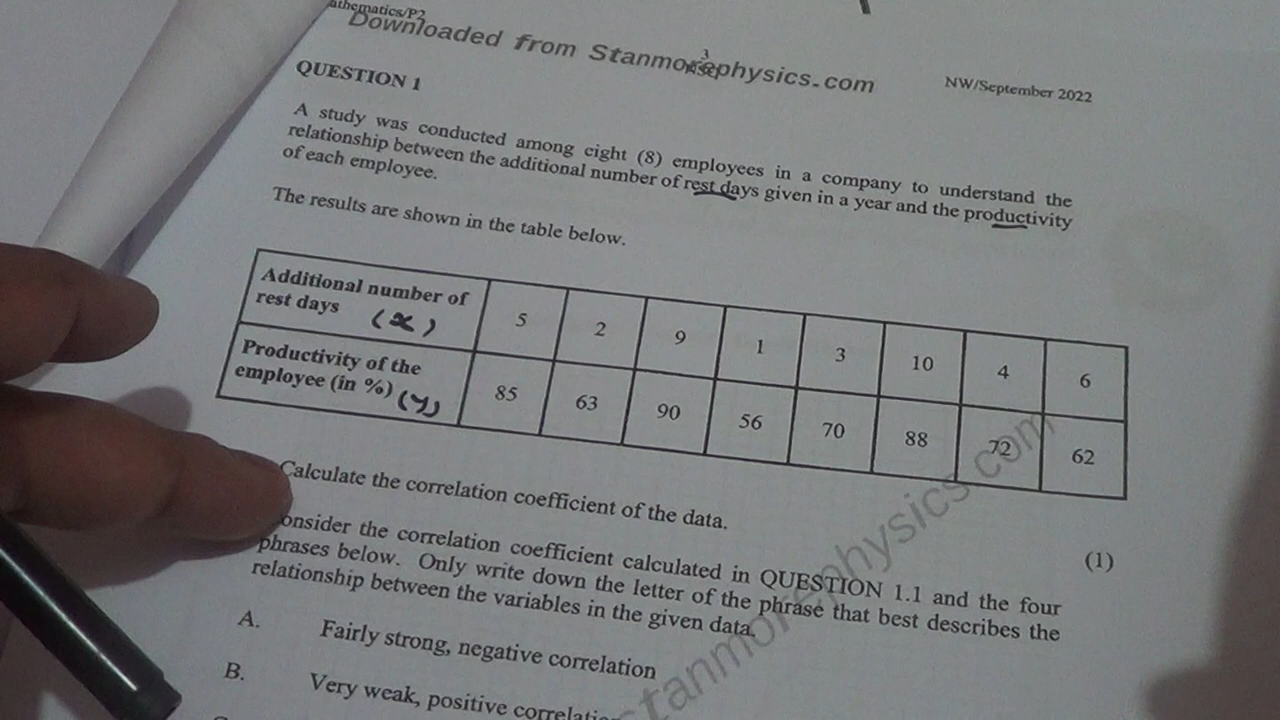 athematics/P2
Downloaded from Stanmorephysics.com
3
NW/September 2022
QUESTION 1
A study was conducted among eight (8) employees in a company to understand the
relationship between the additional number of rest days given in a year and the productivity
of each employee.
The results are shown in the table below.
Additional number of
rest days (x) 5 2 9 1 3 10 4 6
Productivity of the
employee (in %) (y) 85 63 90 56 70 88 72 62
Calculate the correlation coefficient of the data.
(1)
onsider the correlation coefficient calculated in QUESTION 1.1 and the four
phrases below. Only write down the letter of the phrase that best describes the
relationship between the variables in the given data.
A. Fairly strong, negative correlation
B. Very weak, positive correlatio
stanmorephysics.com